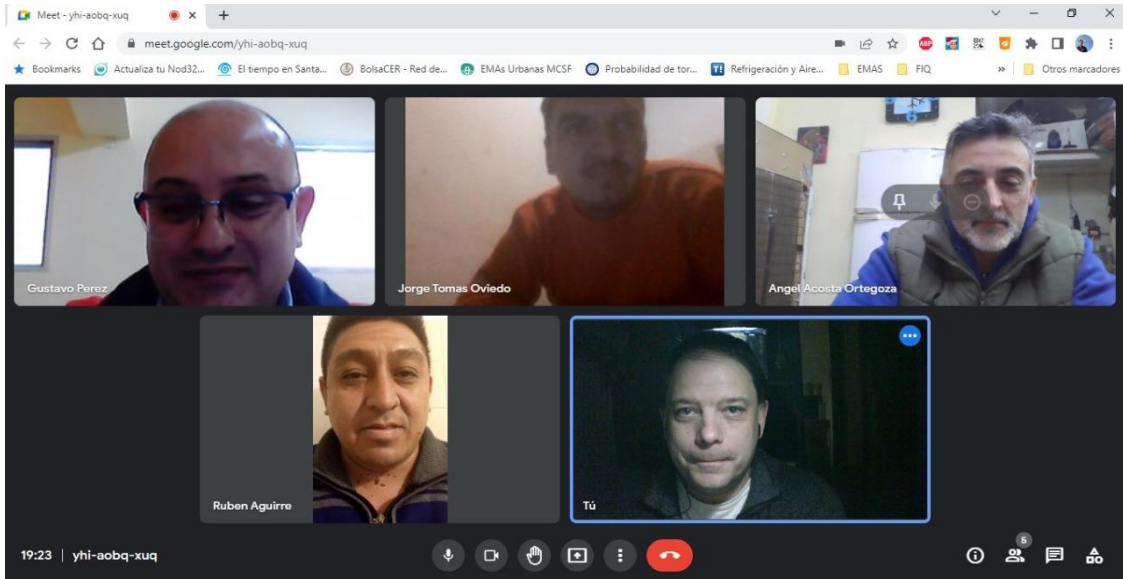 Meet - yhi-aobq-xuq
meet.google.com/yhi-aobq-xuq
ABP
Bookmarks Actualiza tu Nod32... El tiempo en Santa... BolsaCER - Red de... EMAs Urbanas MCSF Probabilidad de tor... Refrigeración y Aire... EMAS FIQ » Otros marcadores
Gustavo Perez Jorge Tomas Oviedo Angel Acosta Ortegoza
Ruben Aguirre Tú
5
19:23 | yhi-aobq-xuq